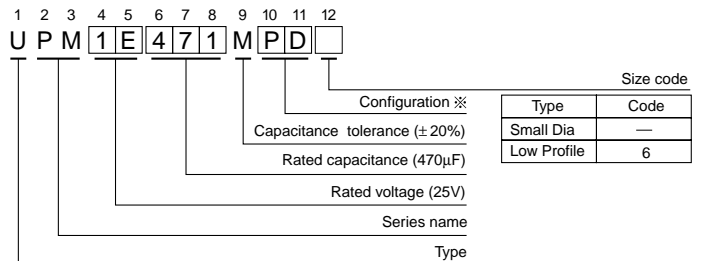 1 2 3 4 5 6 7 8 9 10 11 12
U P M 1 E 4 7 1 M P D
Size code
Configuration ※
Type Code
Capacitance tolerance (±20%)
Small Dia —
Rated capacitance (470μF)
Low Profile 6
Rated voltage (25V)
Series name
Type